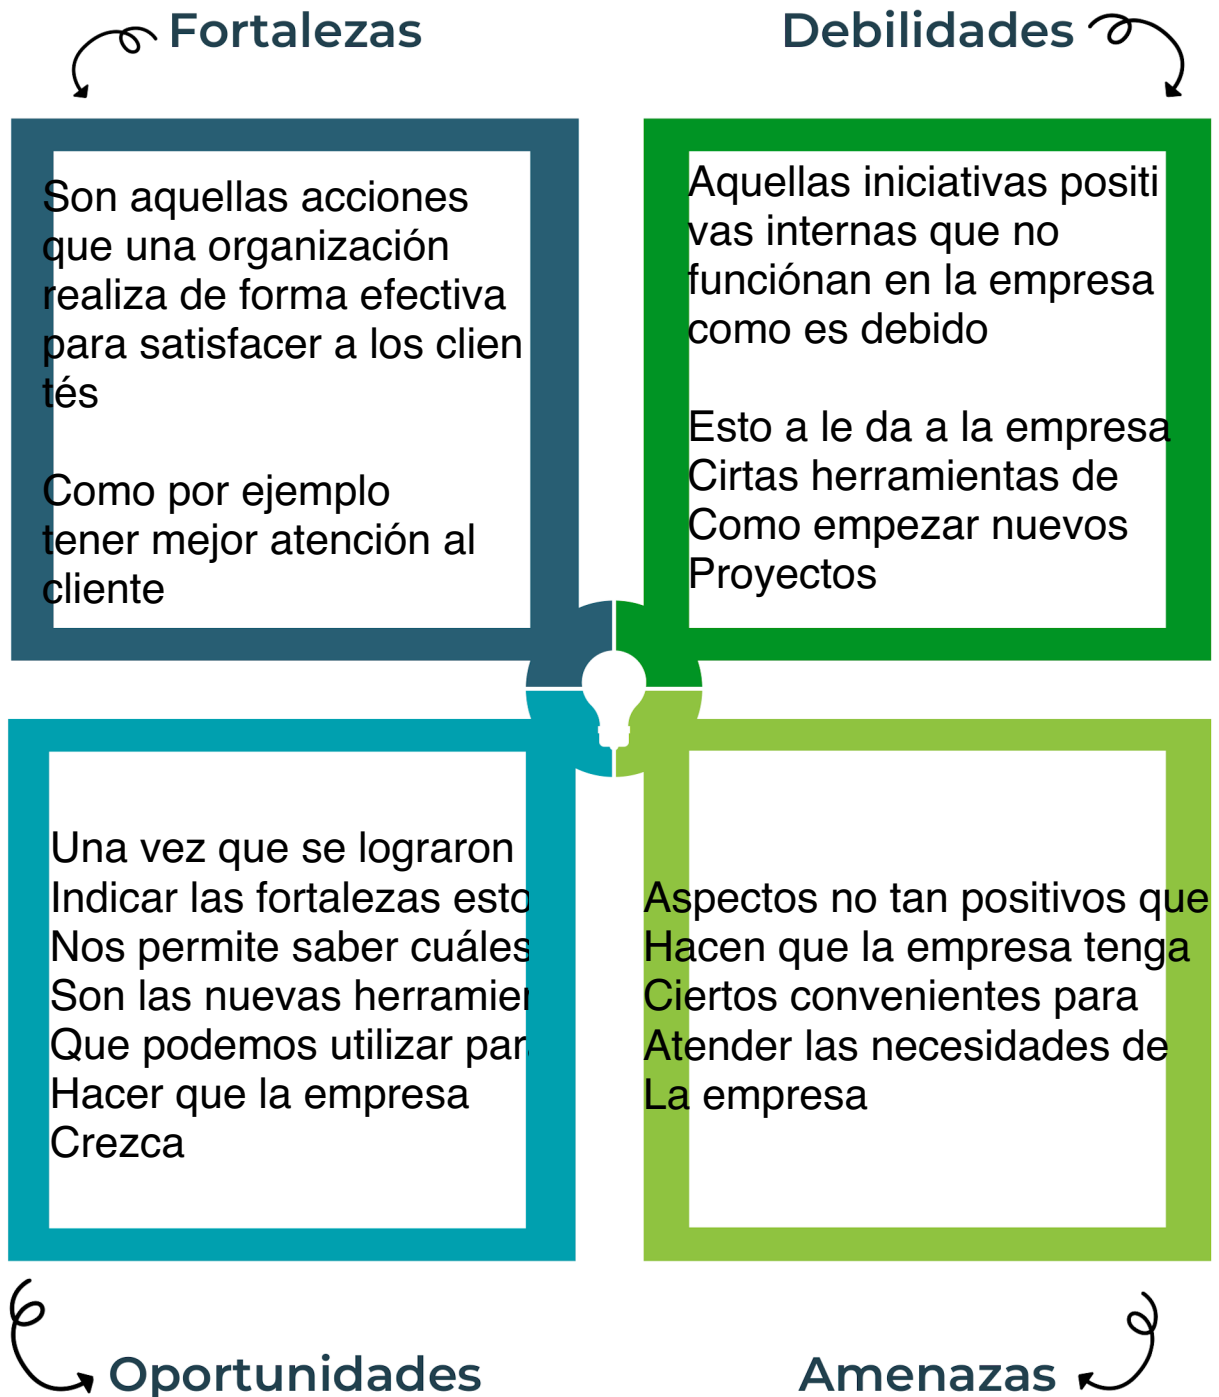 Fortalezas
Son aquellas acciones
que una organización
realiza de forma efectiva
para satisfacer a los clien
tés
Como por ejemplo
tener mejor atención al
cliente
Debilidades
Aquellas iniciativas positi
vas internas que no
funciónan en la empresa
como es debido
Esto a le da a la empresa
Cirtas herramientas de
Como empezar nuevos
Proyectos
Una vez que se lograron
Indicar las fortalezas esto
Nos permite saber cuáles
Son las nuevas
Que podemos utilizar
Hacer que la empresa
Crezca
Oportunidades
Aspectos no tan positivos que
Hacen que la empresa tenga
Ciertos convenientes para
Atender las necesidades de
La empresa
Amenazas